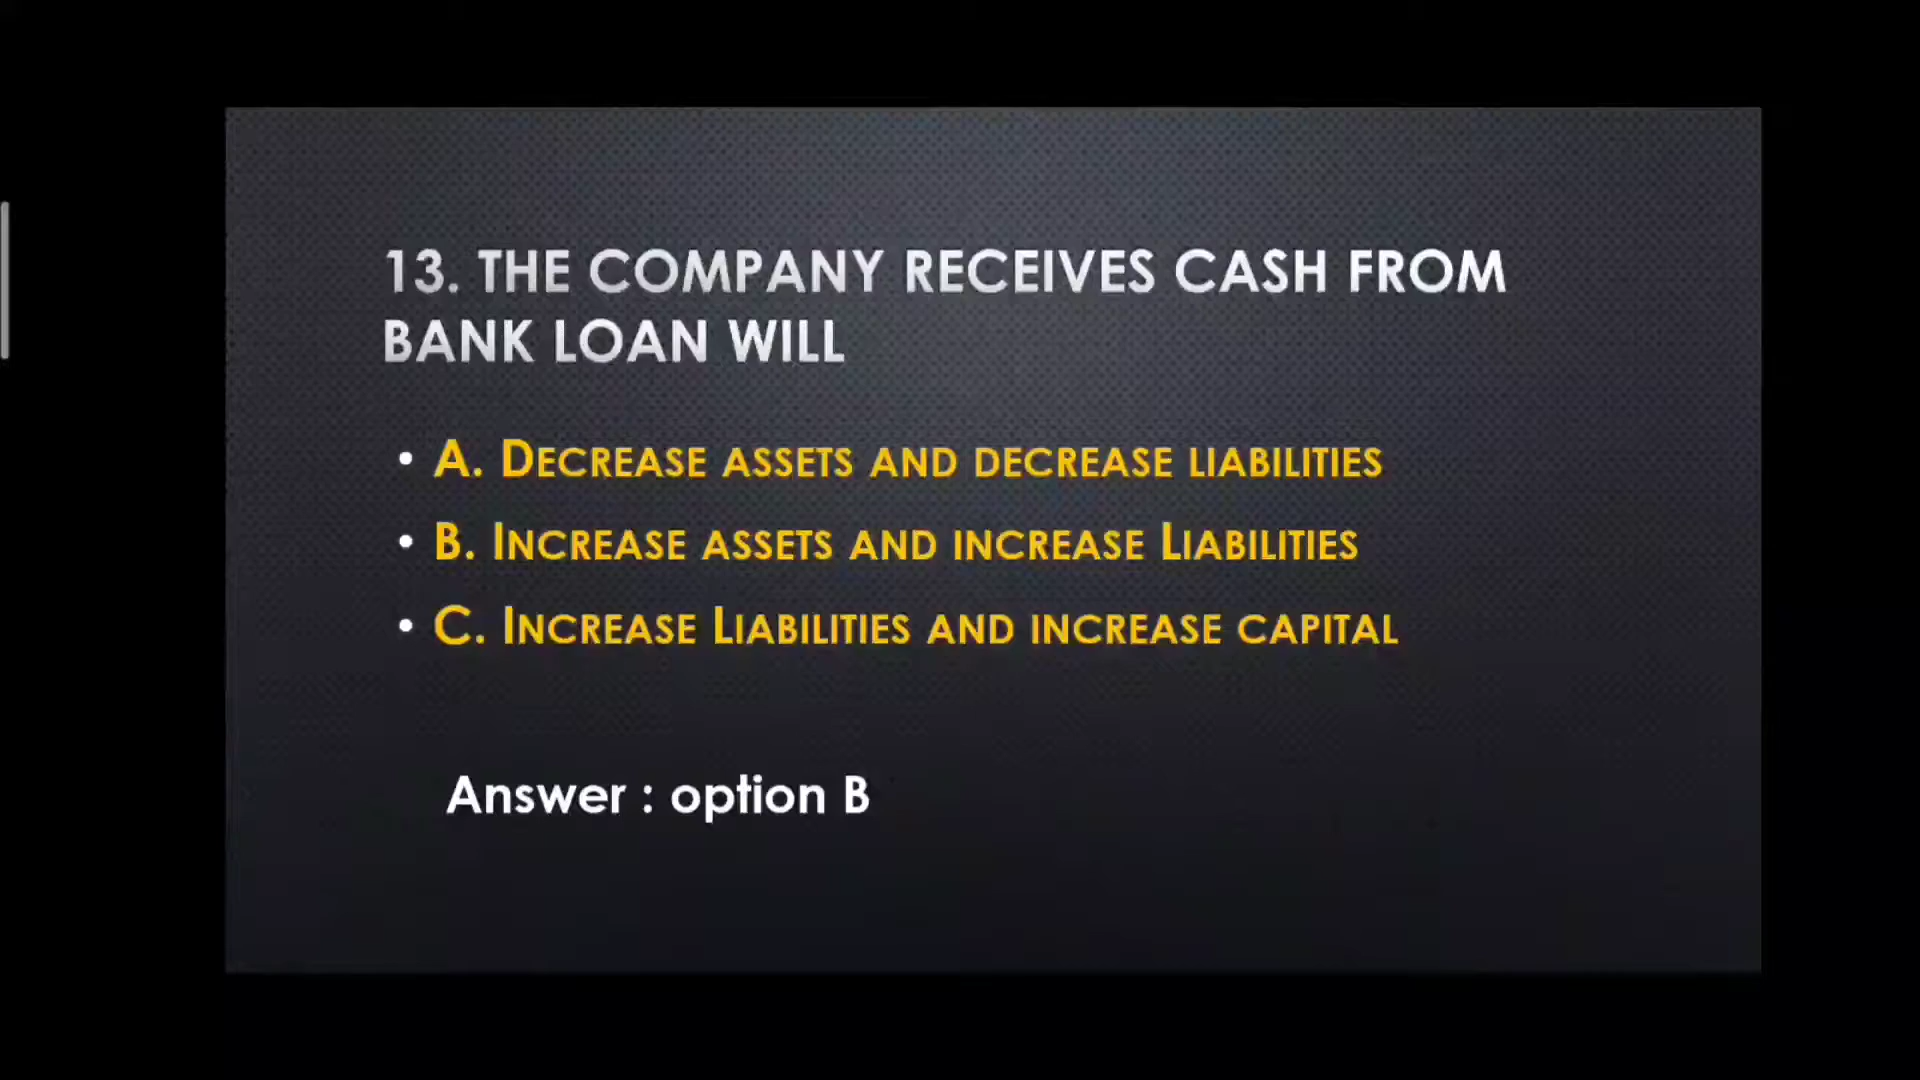 13. THE COMPANY RECEIVES CASH FROM
BANK LOAN WILL
• A. DECREASE ASSETS AND DECREASE LIABILITIES
• B. INCREASE ASSETS AND INCREASE LIABILITIES
• C. INCREASE LIABILITIES AND INCREASE CAPITAL
Answer : option B